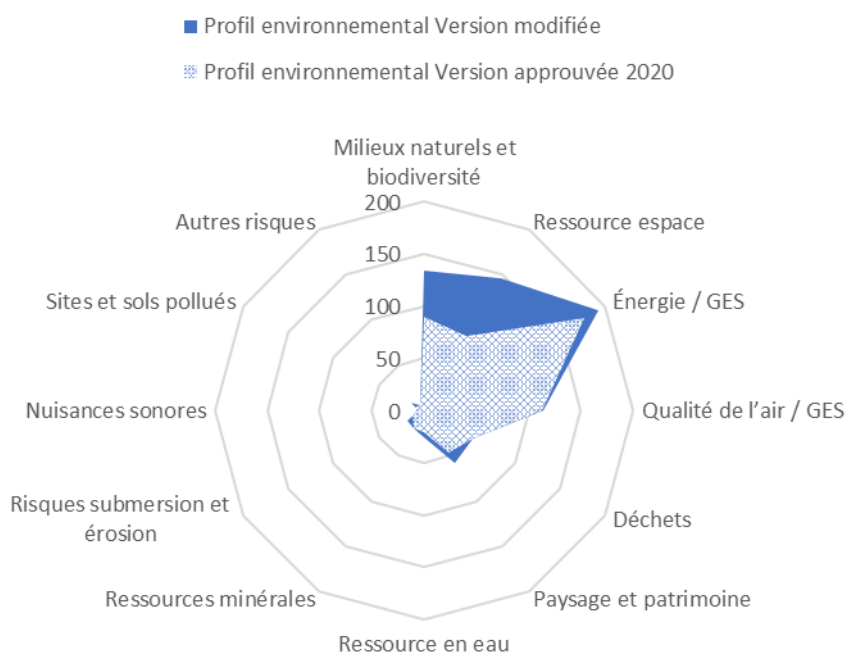 Profil environmental Version modifiée
Profil environnemental Version approuvée 2020
Milieux naturels et
biodiversité
200
Autres risques
Ressource espace
150
Sites et sols pollués
Énergie / GES
100
50
Nuisances sonores
0
Qualité de l'air / GES
Risques submersion et
érosion
Déchets
Ressources minérales
Paysage et patrimoine
Ressource en eau